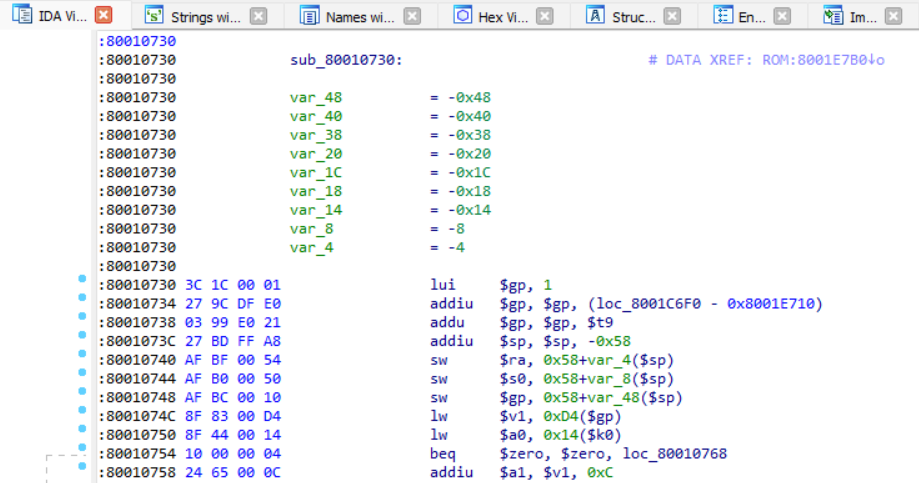 IDA Vi... Strings wi... Names wi... Hex Vi... Struc... En... Im...
:80010730
:80010730 sub_80010730: # DATA XREF: ROM:8001E7B0↓o
:80010730
:80010730 var_48 = -0x48
:80010730 var_40 = -0x40
:80010730 var_38 = -0x38
:80010730 var_20 = -0x20
:80010730 var_1C = -0x1C
:80010730 var_18 = -0x18
:80010730 var_14 = -0x14
:80010730 var_8 = -8
:80010730 var_4 = -4
:80010730
:80010730 3C 1C 00 01 lui $gp, 1
:80010734 27 9C DF E0 addiu $gp, $gp, (loc_8001C6F0 - 0x8001E710)
:80010738 03 99 E0 21 addu $gp, $gp, $t9
:8001073C 27 BD FF A8 addiu $sp, $sp, -0x58
:80010740 AF BF 00 54 sw $ra, 0x58+var_4($sp)
:80010744 AF B0 00 50 sw $s0, 0x58+var_8($sp)
:80010748 AF BC 00 10 sw $gp, 0x58+var_48($sp)
:8001074C 8F 83 00 D4 lw $v1, 0xD4($gp)
:80010750 8F 44 00 14 lw $a0, 0x14($k0)
:80010754 10 00 00 04 beq $zero, $zero, loc_80010768
:80010758 24 65 00 0C addiu $a1, $v1, 0xC